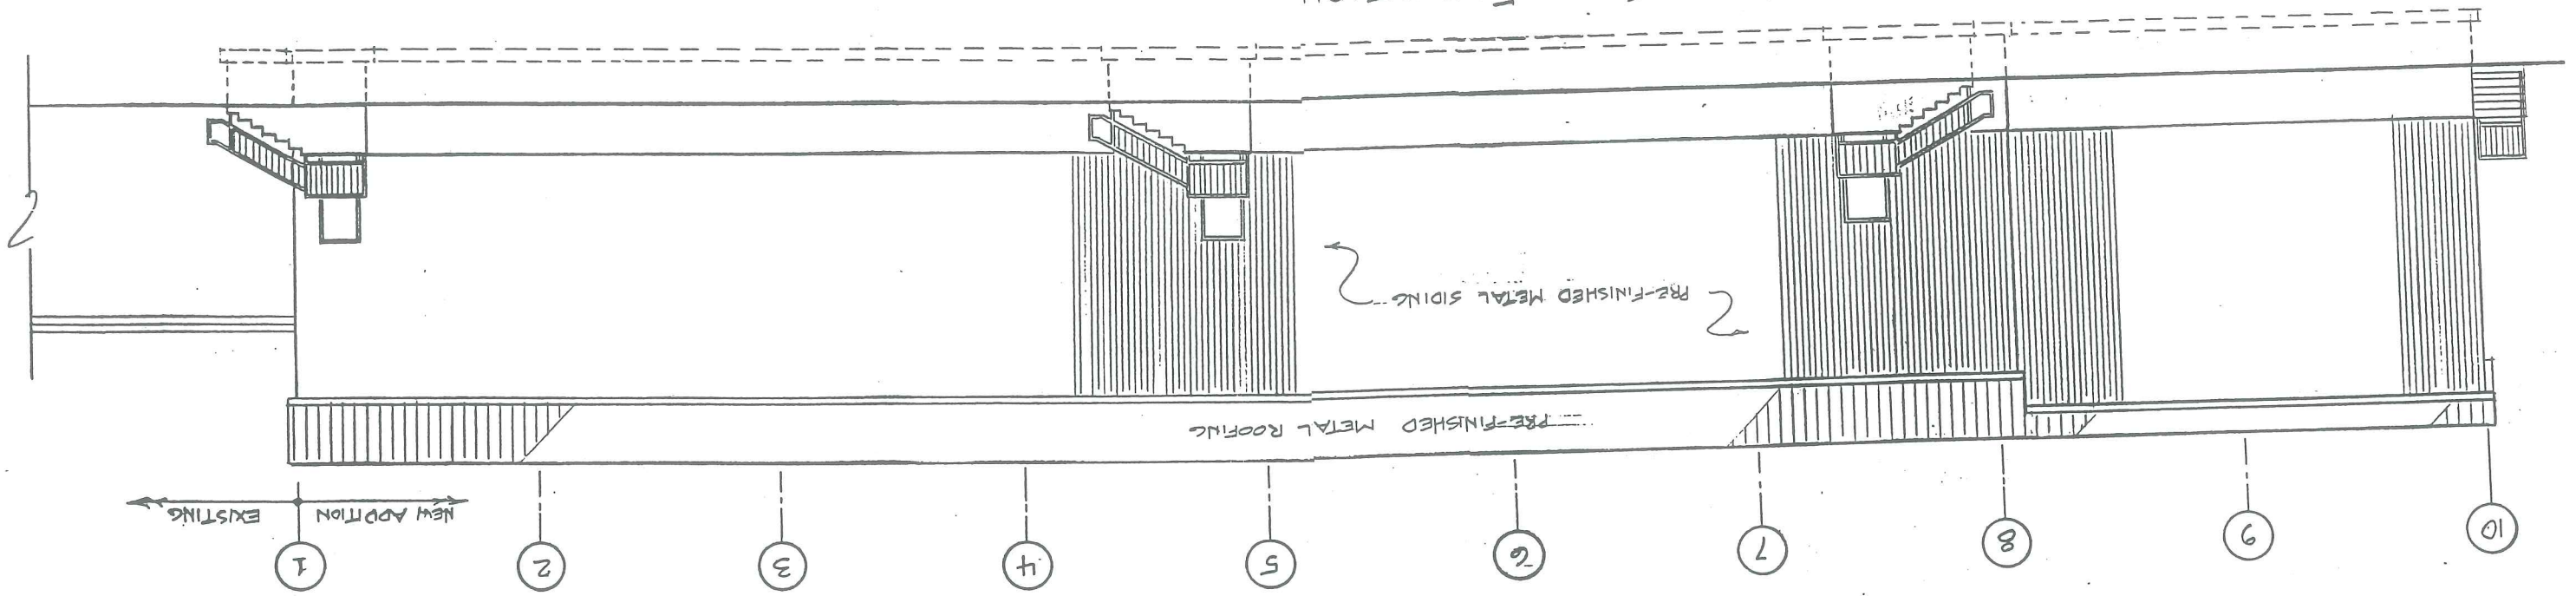 10 9 8 7 6 5 4 3 2 1
NEW ADDITION EXISTING
PRE-FINISHED METAL ROOFING
PRE-FINISHED METAL SIDING